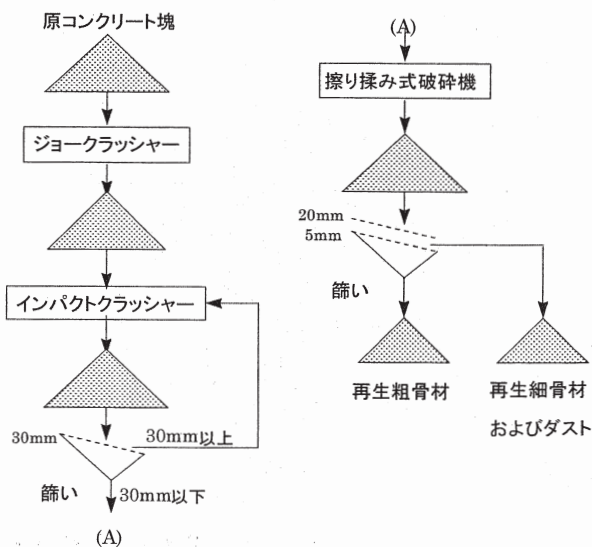 原コンクリート塊
ジョークラッシャー
インパクトクラッシャー
30mm
30mm以上
篩い
30mm以下
(A)
(A)
擦り揉み式破砕機
20mm
5mm
篩い
再生粗骨材
再生細骨材
およびダスト